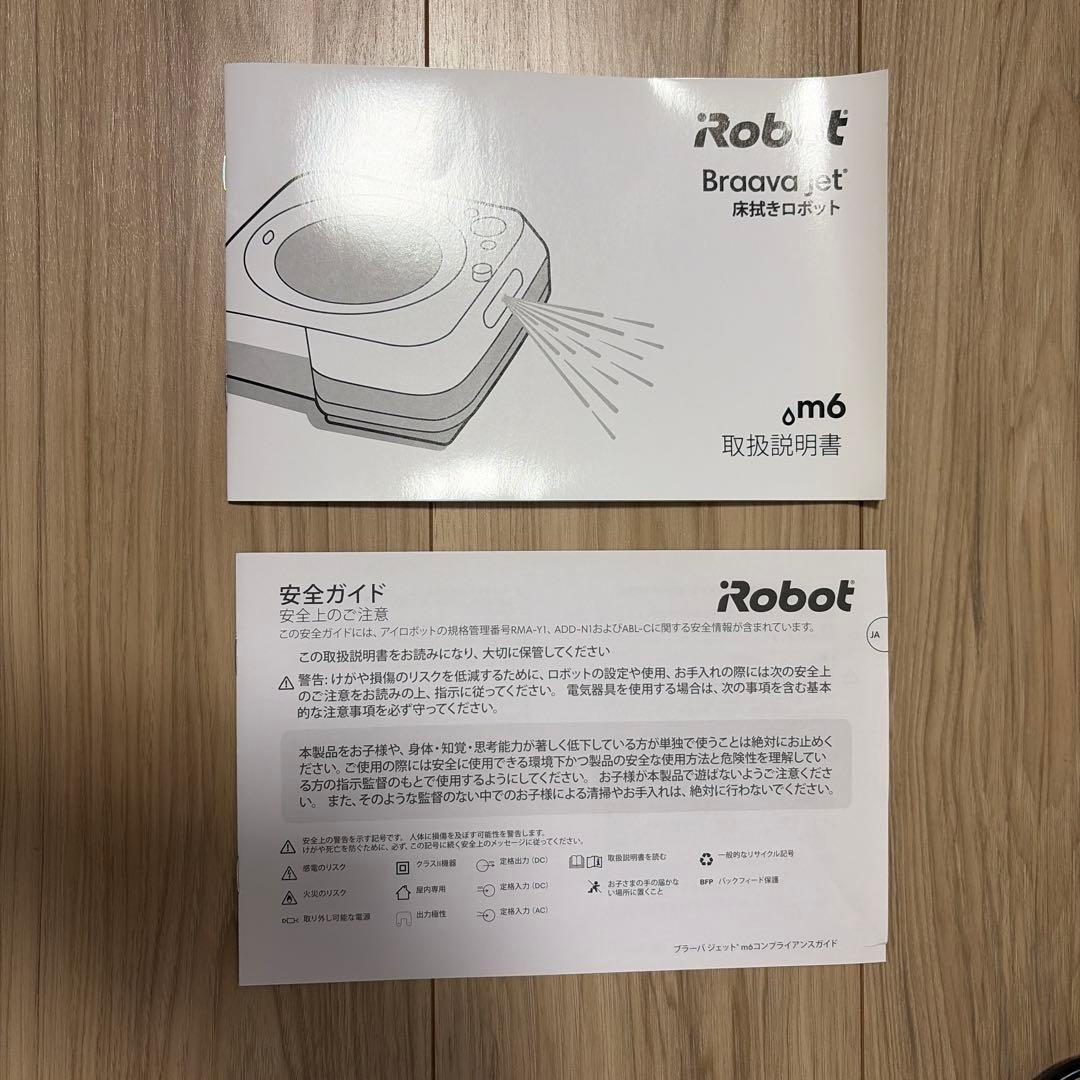 iRobot
Braava jet
床拭きロボット
m6
取扱説明書
安全ガイド
iRobot
安全上のご注意
この安全ガイドには、アイロボットの規格管理番号RMA-Y1、ADD-N1およびABL-Cに関する安全情報が含まれています。
JA
この取扱説明書をお読みになり、大切に保管してください
警告: けがや損傷のリスクを低減するために、ロボットの設定や使用、お手入れの際には次の安全上
のご注意をお読みの上、指示に従ってください。 電気器具を使用する場合は、次の事項を含む基本
的な注意事項を必ず守ってください。
本製品をお子様や、身体・知覚・思考能力が著しく低下している方が単独で使うことは絶対にお止めく
ださい。ご使用の際には安全に使用できる環境下かつ製品の安全な使用方法と危険性を理解してい
る方の指示監督のもとで使用するようにしてください。 お子様が本製品で遊ばないようご注意くださ
い。 また、そのような監督のない中でのお子様による清掃やお手入れは、絶対に行わないでください。
安全上の警告を示す記号です。 人体に損傷を及ぼす可能性を警告します。
けがや死亡を防ぐために、必ず、この記号に続く安全上のメッセージに従ってください。
感電のリスク
火災のリスク
取り外し可能な電源
クラスII機器
屋内専用
出力極性
定格出力 (DC)
定格入力 (DC)
定格入力 (AC)
取扱説明書を読む
お子さまの手の届かな
い場所に置くこと
一般的なリサイクル記号
BFP バックフィード保護
ブラーバ ジェット® m6コンプライアンスガイド